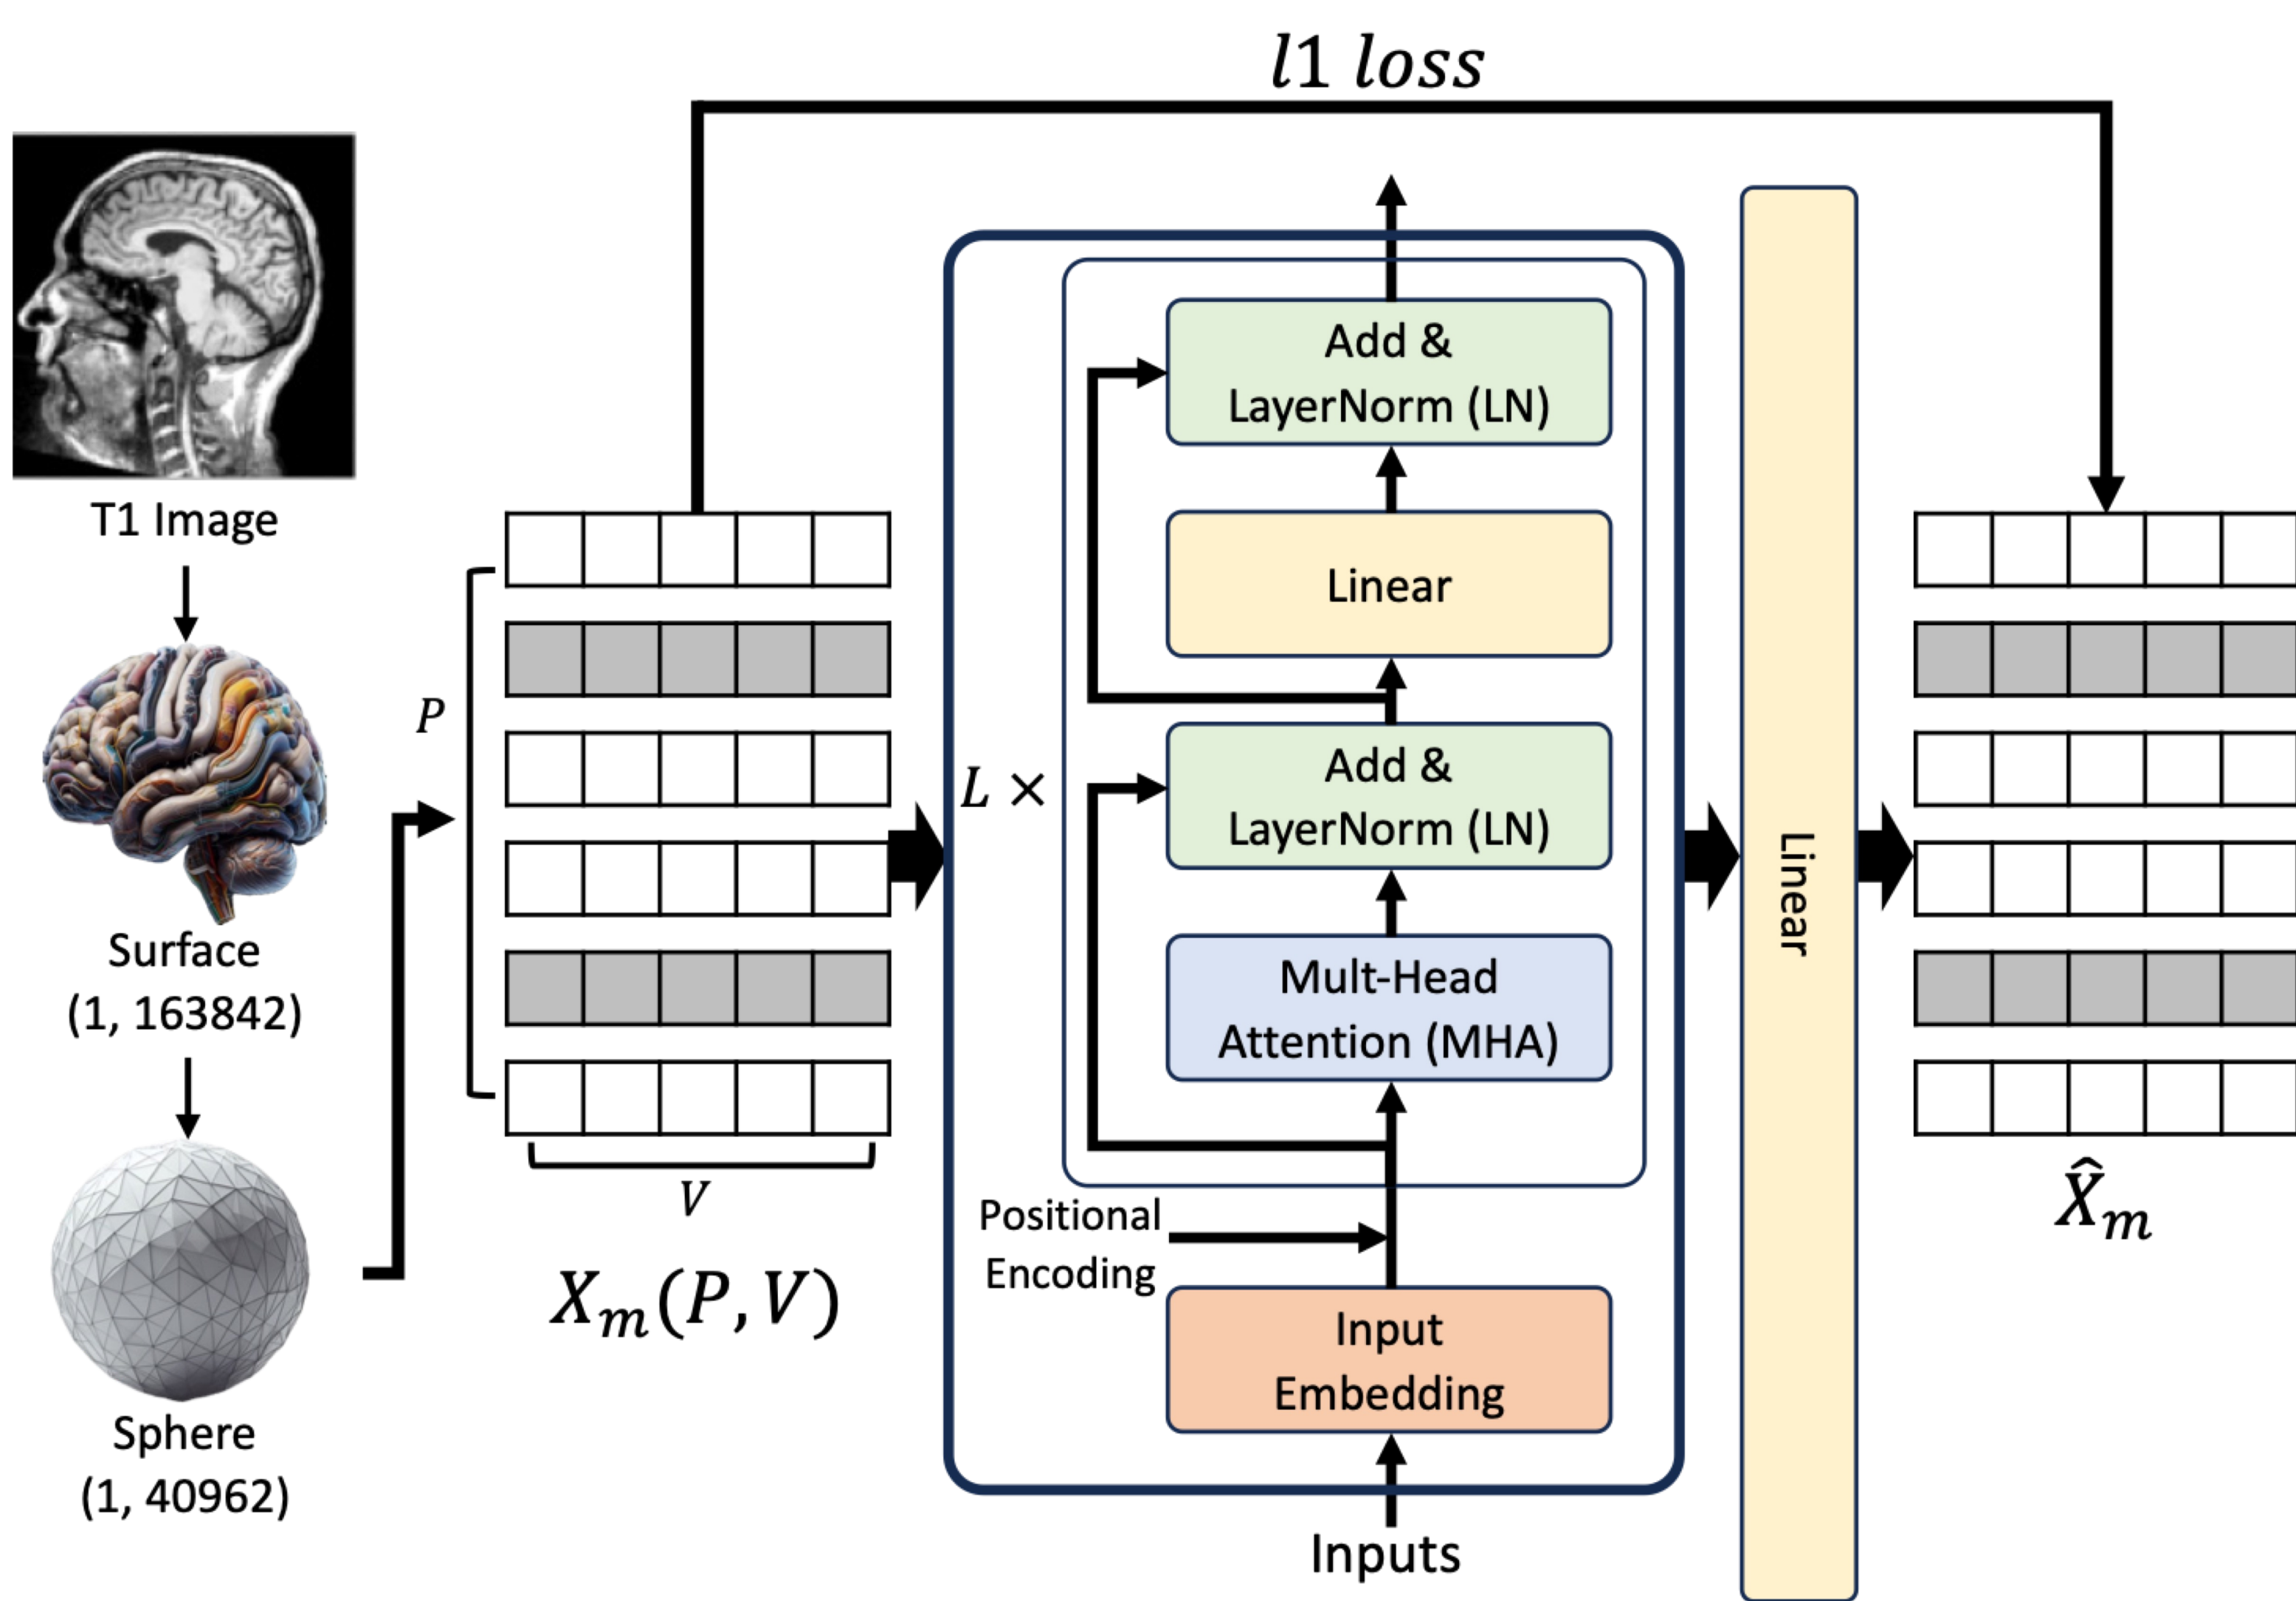 l1 loss
T1 Image
Surface
(1, 163842)
Sphere
(1, 40962)
P
V
X_m(P, V)
L ×
Add &
LayerNorm (LN)
Linear
Add &
LayerNorm (LN)
Mult-Head
Attention (MHA)
Positional
Encoding
Input
Embedding
Inputs
Linear
X̂_m